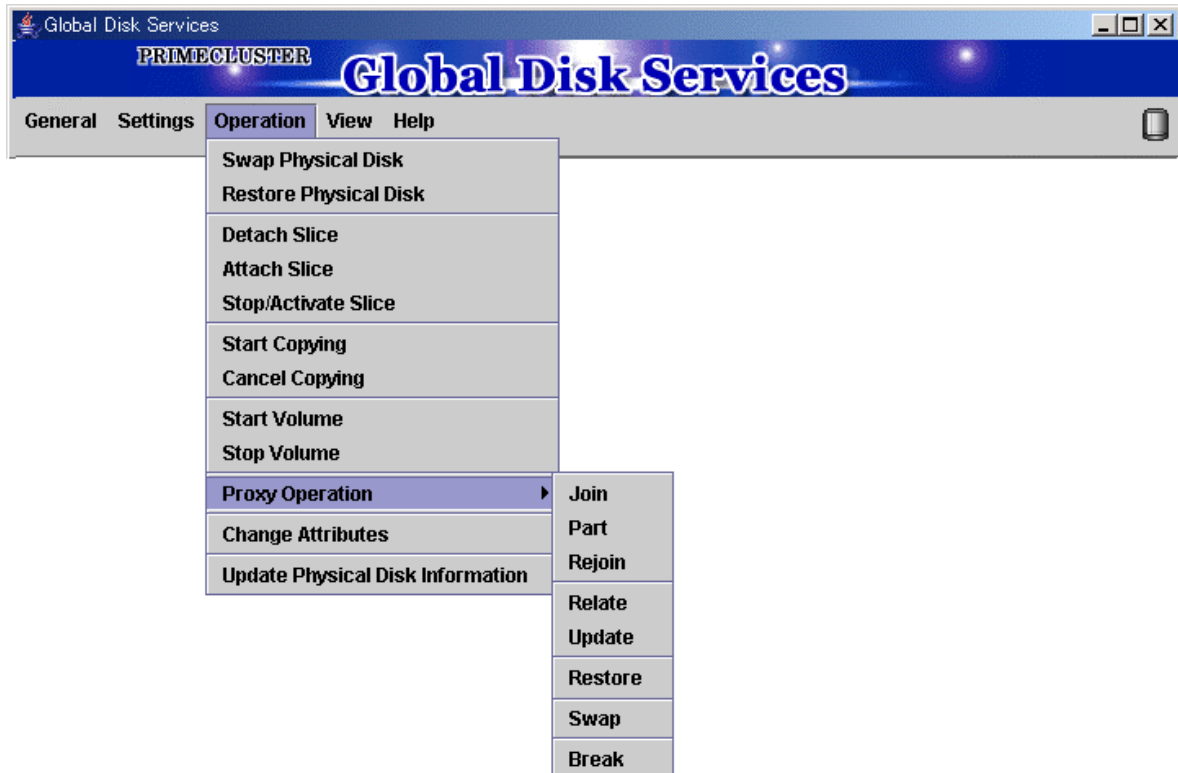 Global Disk Services
PRIMECLUSTER
Global Disk Services
General Settings Operation View Help
Swap Physical Disk
Restore Physical Disk
Detach Slice
Attach Slice
Stop/Activate Slice
Start Copying
Cancel Copying
Start Volume
Stop Volume
Proxy Operation
Change Attributes
Update Physical Disk Information
Join
Part
Rejoin
Relate
Update
Restore
Swap
Break